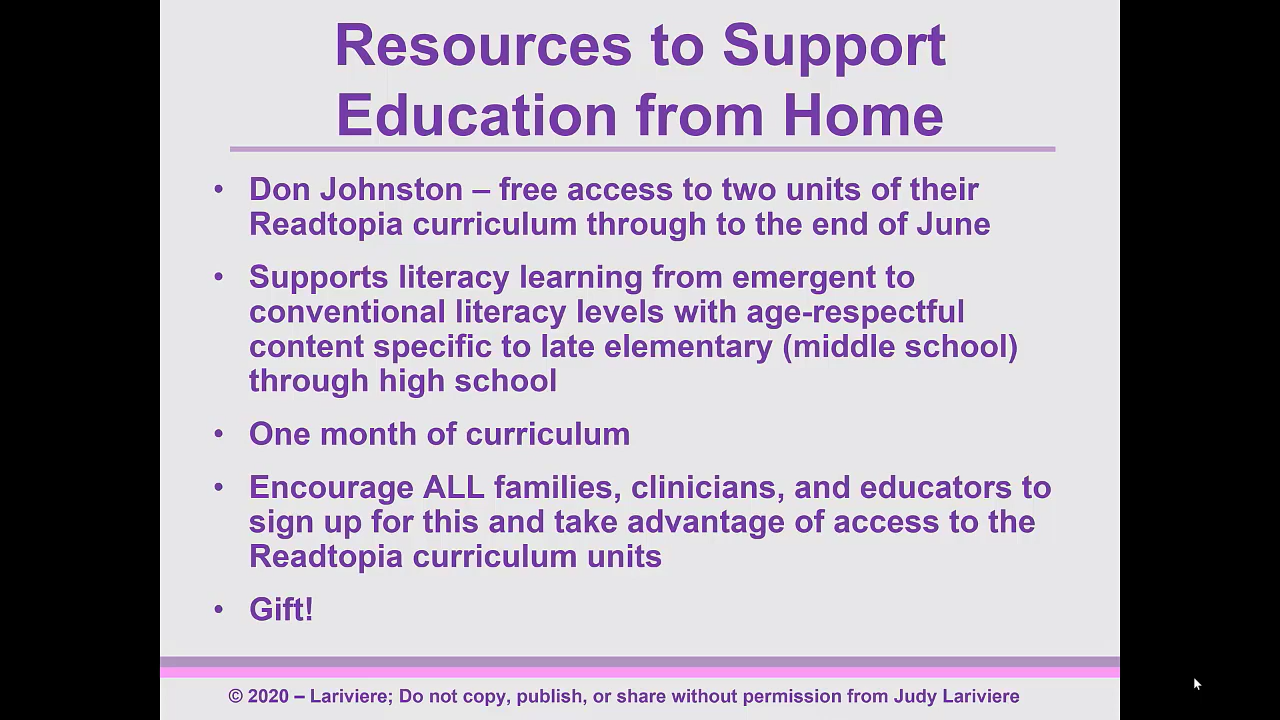 Resources to Support
Education from Home
• Don Johnston – free access to two units of their
Readtopia curriculum through to the end of June
• Supports literacy learning from emergent to
conventional literacy levels with age-respectful
content specific to late elementary (middle school)
through high school
• One month of curriculum
• Encourage ALL families, clinicians, and educators to
sign up for this and take advantage of access to the
Readtopia curriculum units
• Gift!
© 2020 – Lariviere; Do not copy, publish, or share without permission from Judy Lariviere